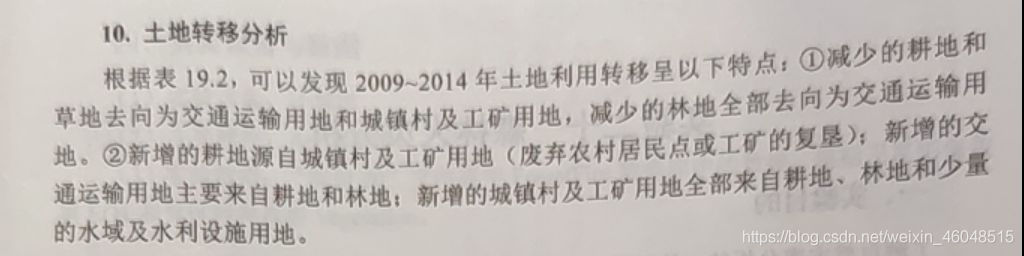 10. 土地转移分析
根据表 19.2，可以发现 2009~2014 年土地利用转移呈以下特点：①减少的耕地和
草地去向为交通运输用地和城镇村及工矿用地，减少的林地全部去向为交通运输用
地。②新增的耕地源自城镇村及工矿用地（废弃农村居民点或工矿的复垦）；新增的交
通运输用地主要来自耕地和林地；新增的城镇村及工矿用地全部来自耕地、林地和少量
的水域及水利设施用地。
https://blog.csdn.net/weixin_46048515